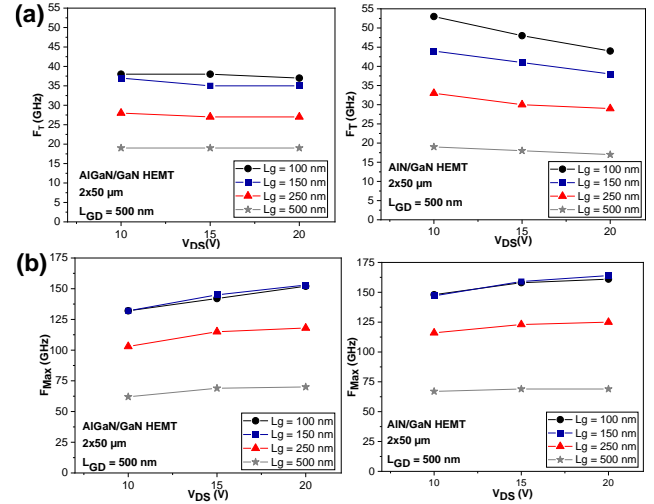 (a)
55
50
45
40
35
30
25
20
15
10
5
0
F_T (GHz)
AlGaN/GaN HEMT
2x50 µm
L_GD = 500 nm
Lg = 100 nm
Lg = 150 nm
Lg = 250 nm
Lg = 500 nm
10 15 20
V_DS(V)
55
50
45
40
35
30
25
20
15
10
5
0
F_T (GHz)
AlN/GaN HEMT
2x50 µm
L_GD = 500 nm
Lg = 100 nm
Lg = 150 nm
Lg = 250 nm
Lg = 500 nm
10 15 20
V_DS(V)
(b)
175
150
125
100
75
50
25
0
F_Max (GHz)
AlGaN/GaN HEMT
2x50 µm
L_GD = 500 nm
Lg = 100 nm
Lg = 150 nm
Lg = 250 nm
Lg = 500 nm
10 15 20
V_DS(V)
175
150
125
100
75
50
25
0
F_Max (GHz)
AlN/GaN HEMT
2x50 µm
L_GD = 500 nm
Lg = 100 nm
Lg = 150 nm
Lg = 250 nm
Lg = 500 nm
10 15 20
V_DS(V)